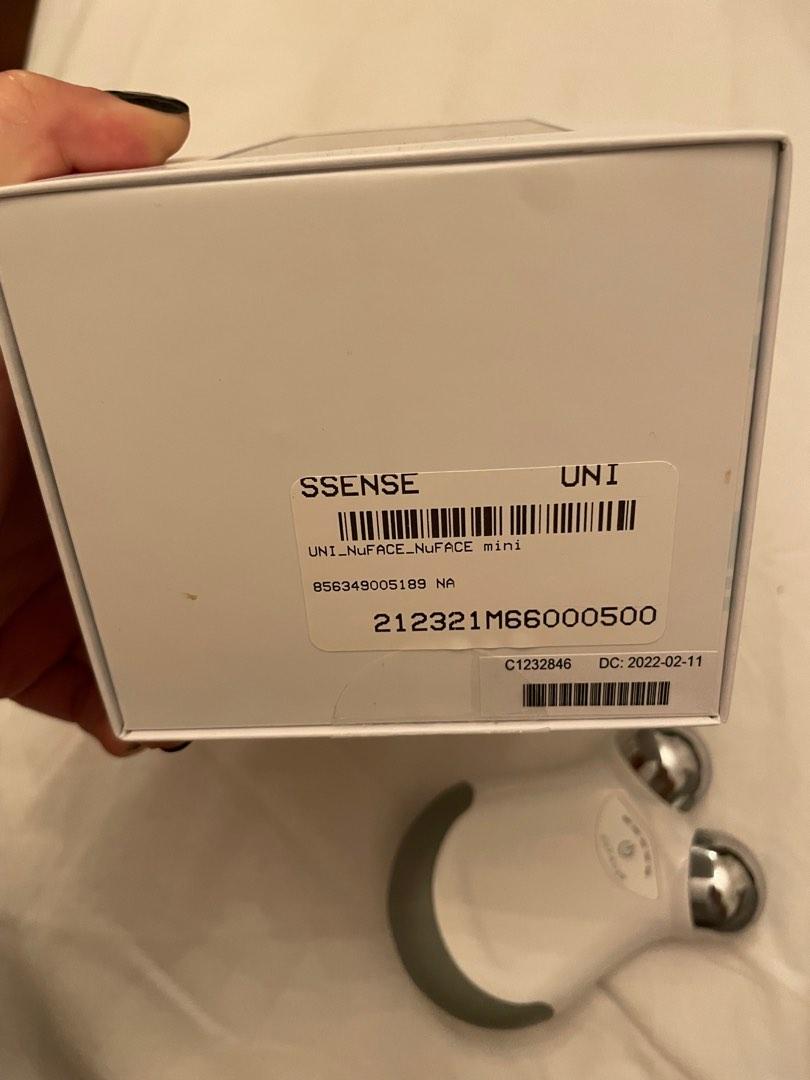 SSENSE UNI
UNI_NuFACE_NuFACE mini
856349005189 NA
212321M66000500
C1232846 DC: 2022-02-11